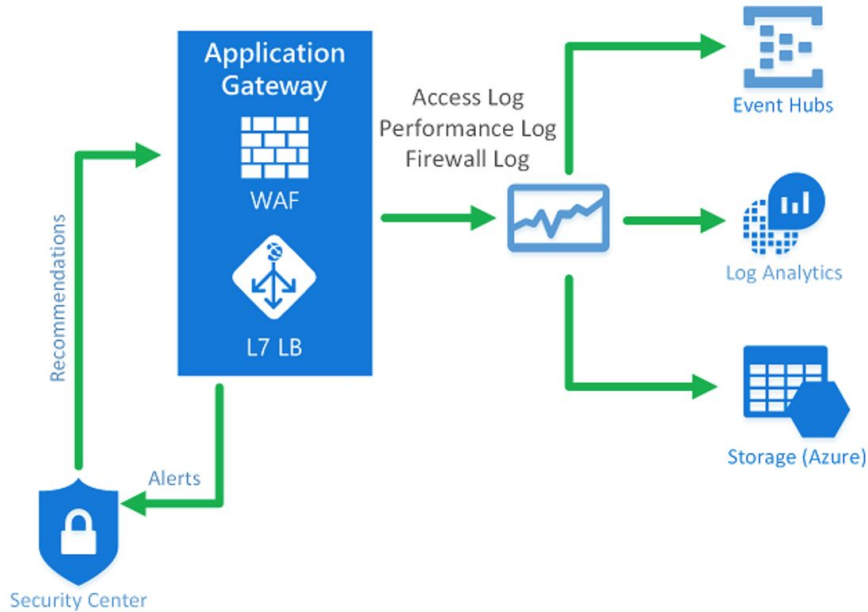 Application
Gateway
WAF
L7 LB
Access Log
Performance Log
Firewall Log
Event Hubs
Log Analytics
Storage (Azure)
Recommendations
Alerts
Security Center